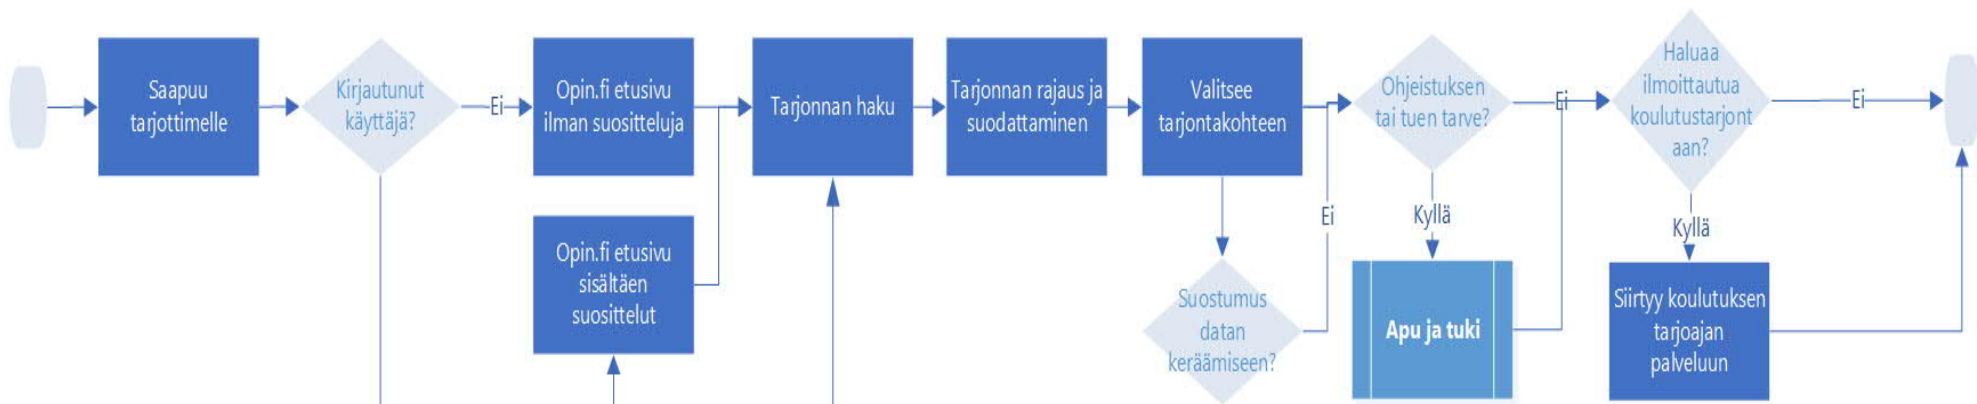 Saapuu
tarjottimelle
Kirjautunut
käyttäjä?
Ei
Opin.fi etusivu
ilman suositteluja
Opin.fi etusivu
sisältäen
suosittelut
Tarjonnan haku
Tarjonnan rajaus ja
suodattaminen
Valitsee
tarjontakohteen
Suostumus
datan
keräämiseen?
Ei
Ohjeistuksen
tai tuen tarve?
Ei
Kyllä
Apu ja tuki
Haluaa
ilmoittautua
koulutustarjont
aan?
Ei
Kyllä
Siirtyy koulutuksen
tarjoajan
palveluun